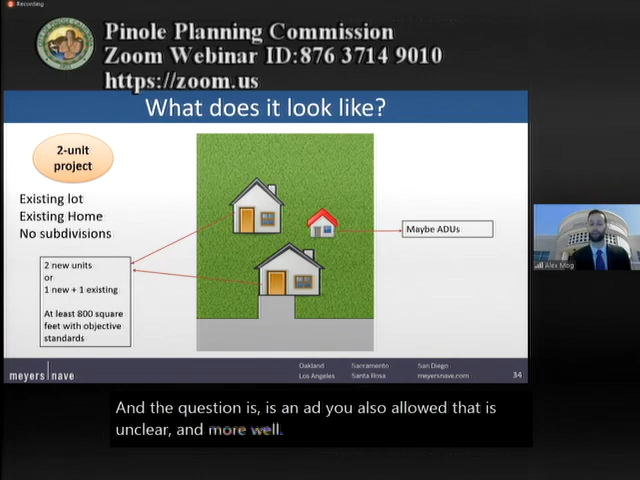 Recording
Pinole Planning Commission
Zoom Webinar ID:876 3714 9010
https://zoom.us
What does it look like?
2-unit
project
Existing lot
Existing Home
No subdivisions
2 new units
or
1 new + 1 existing
At least 800 square
feet with objective
standards
Maybe ADUs
Alex Mog
meyers nave
Oakland Sacramento San Diego
Los Angeles Santa Rosa meyersnave.com
34
And the question is, is an ad you also allowed that is
unclear, and more well.